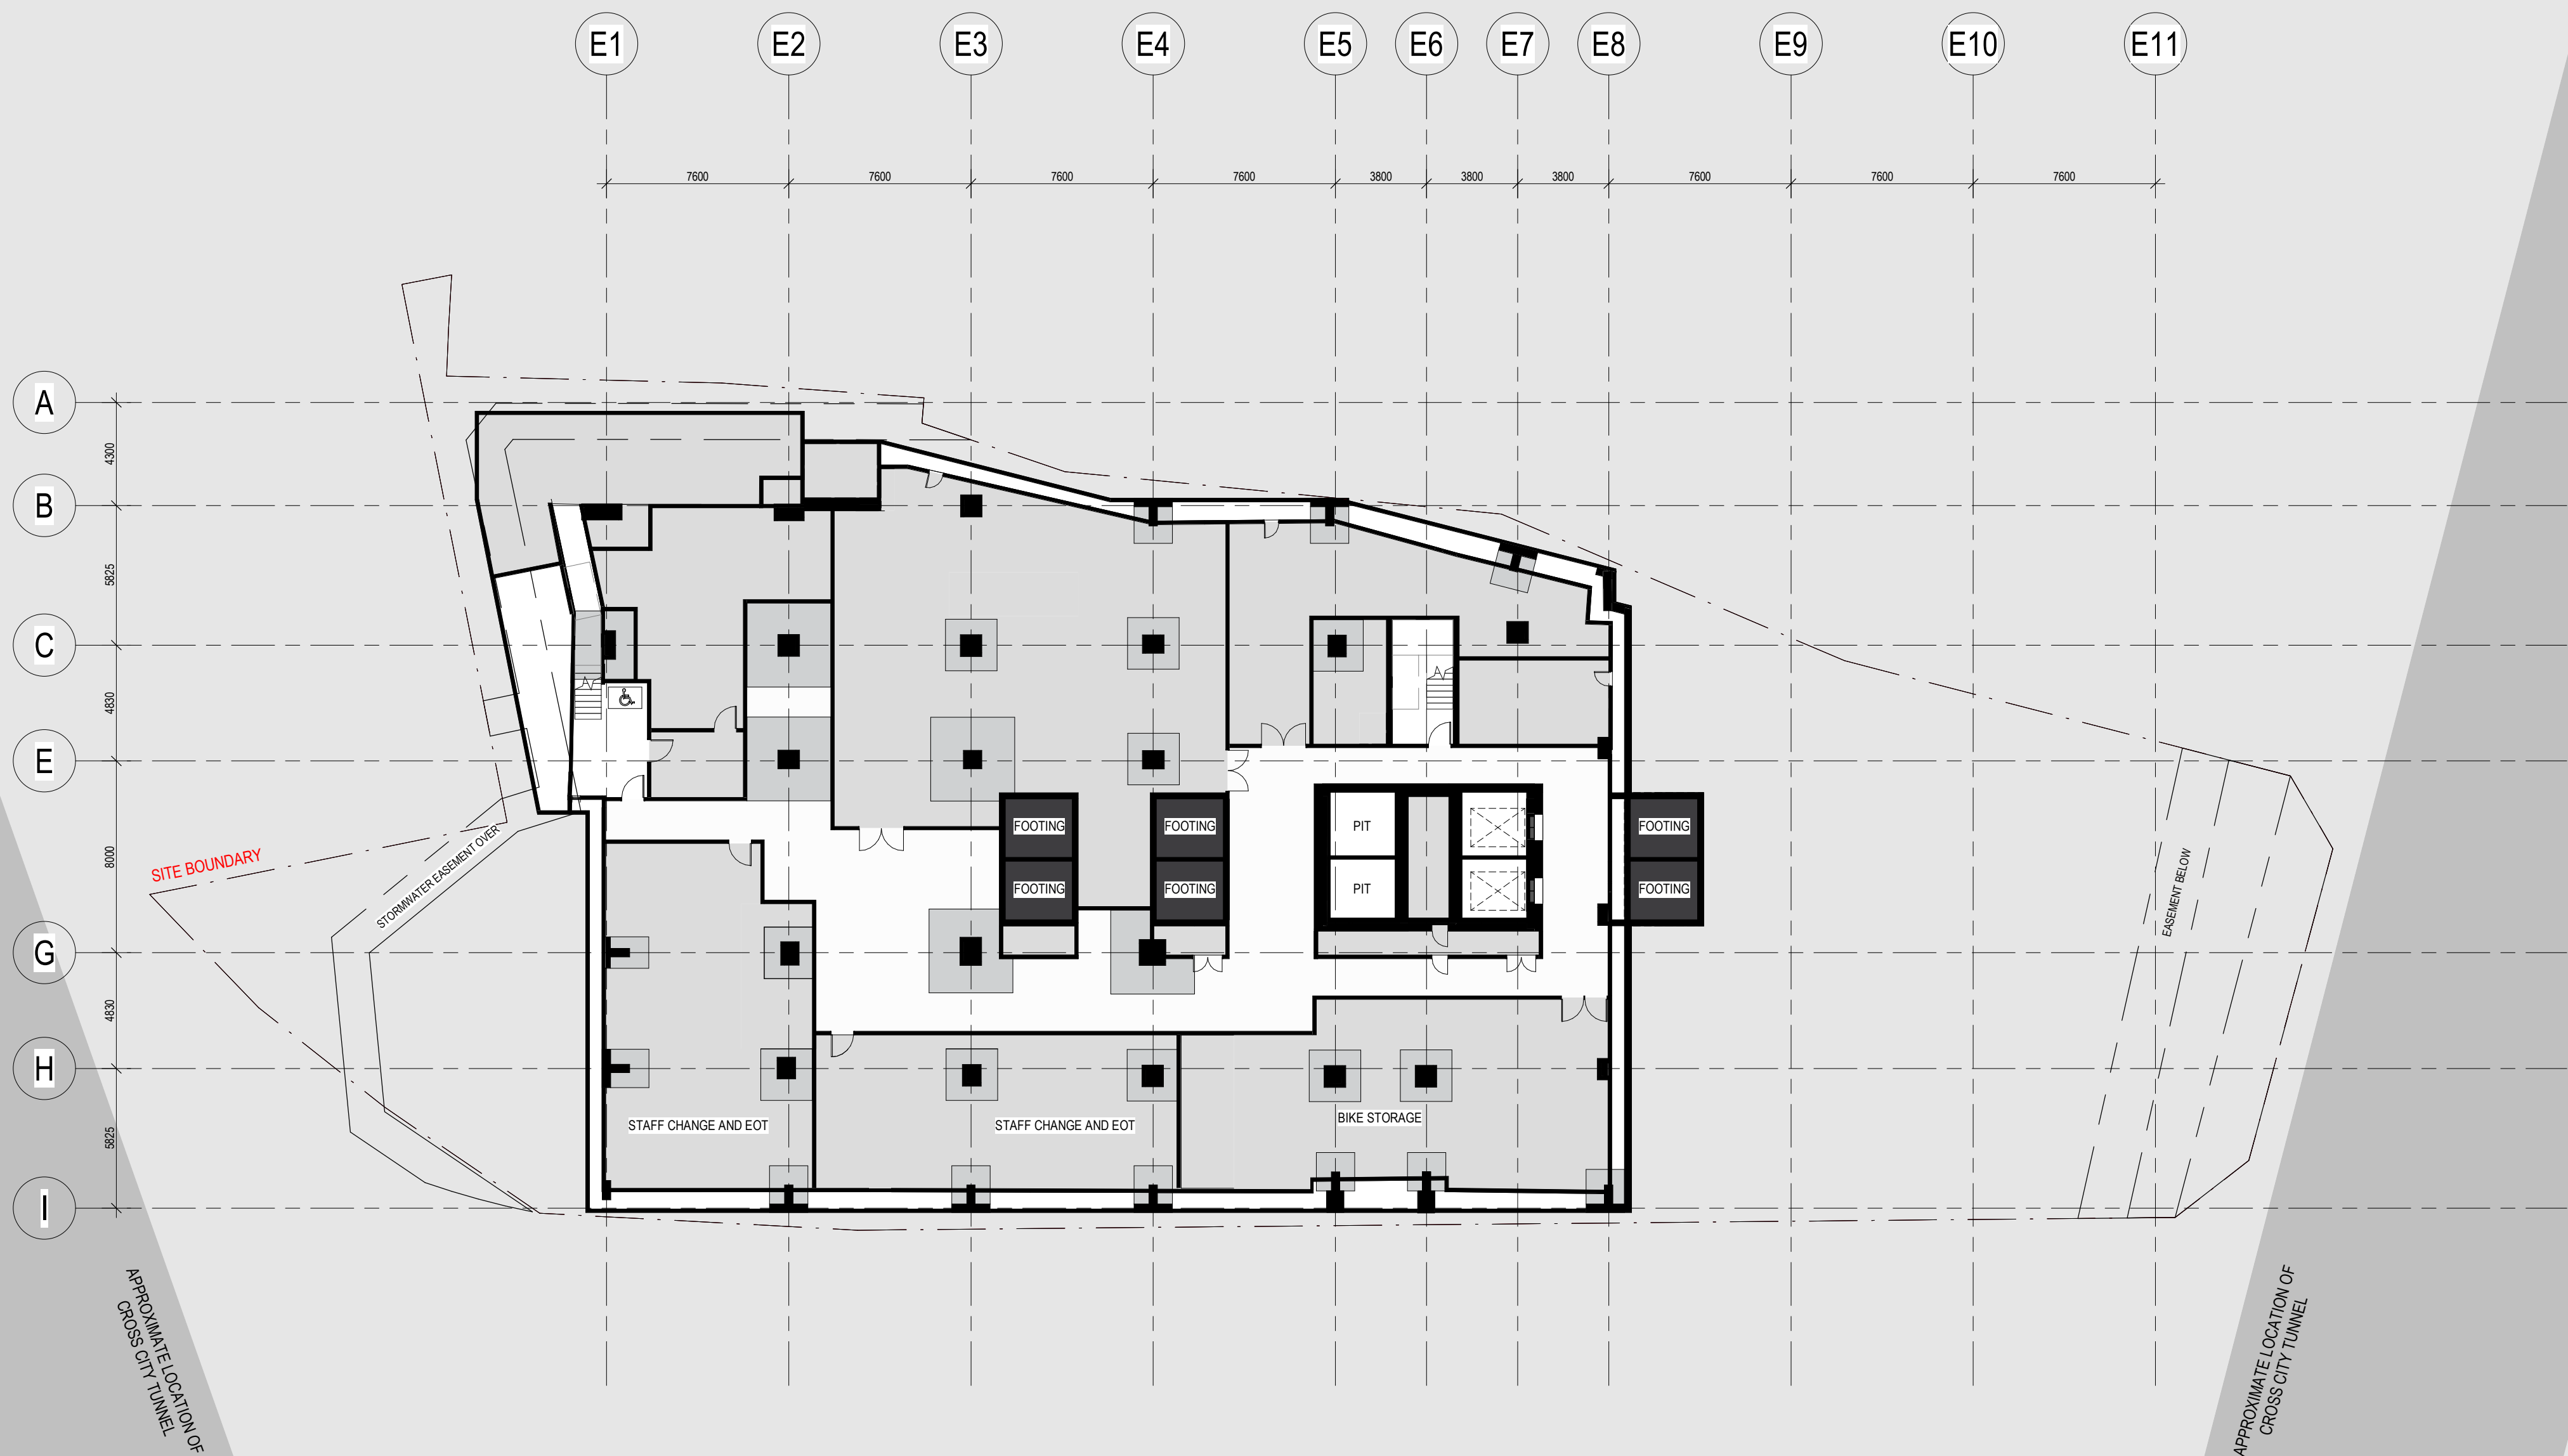 E1 E2 E3 E4 E5 E6 E7 E8 E9 E10 E11
7600 7600 7600 7600 3800 3800 3800 7600 7600 7600
A
4300
B
5825
C
4830
E
8000
G
4830
H
5825
I
SITE BOUNDARY
STORMWATER EASEMENT OVER
FOOTING FOOTING PIT FOOTING
FOOTING FOOTING PIT FOOTING
EASEMENT BELOW
STAFF CHANGE AND EOT
STAFF CHANGE AND EOT
BIKE STORAGE
APPROXIMATE LOCATION OF
CROSS CITY TUNNEL
APPROXIMATE LOCATION OF
CROSS CITY TUNNEL